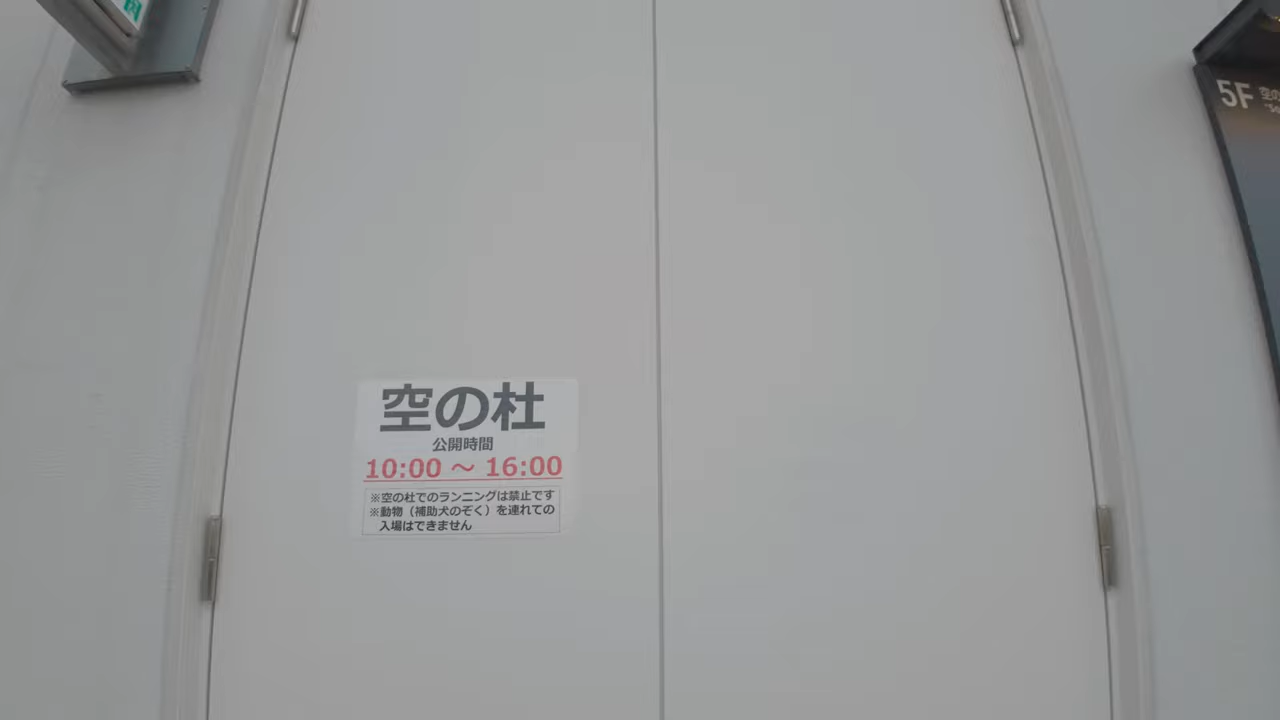 空の杜
公開時間
10:00 ～ 16:00
※空の杜でのランニングは禁止です
※動物（補助犬のぞく）を連れての
入場はできません
5F 空の